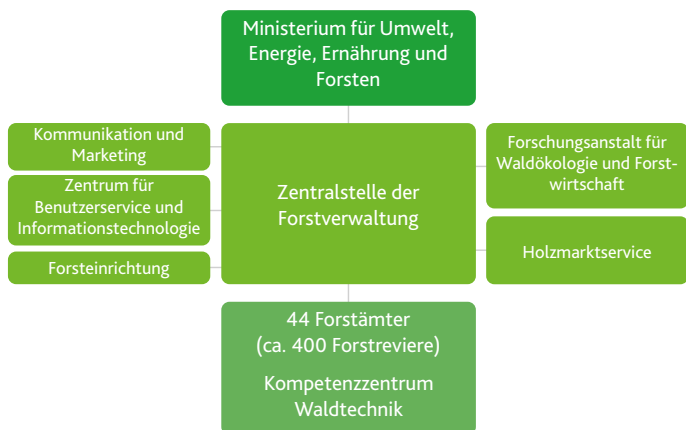 Ministerium für Umwelt,
Energie, Ernährung und
Forsten
Kommunikation und
Marketing
Zentrum für
Benutzerservice und
Informationstechnologie
Forsteinrichtung
Zentralstelle der
Forstverwaltung
Forschungsanstalt für
Waldökologie und Forst-
wirtschaft
Holzmarktservice
44 Forstämter
(ca. 400 Forstreviere)
Kompetenzzentrum
Waldtechnik